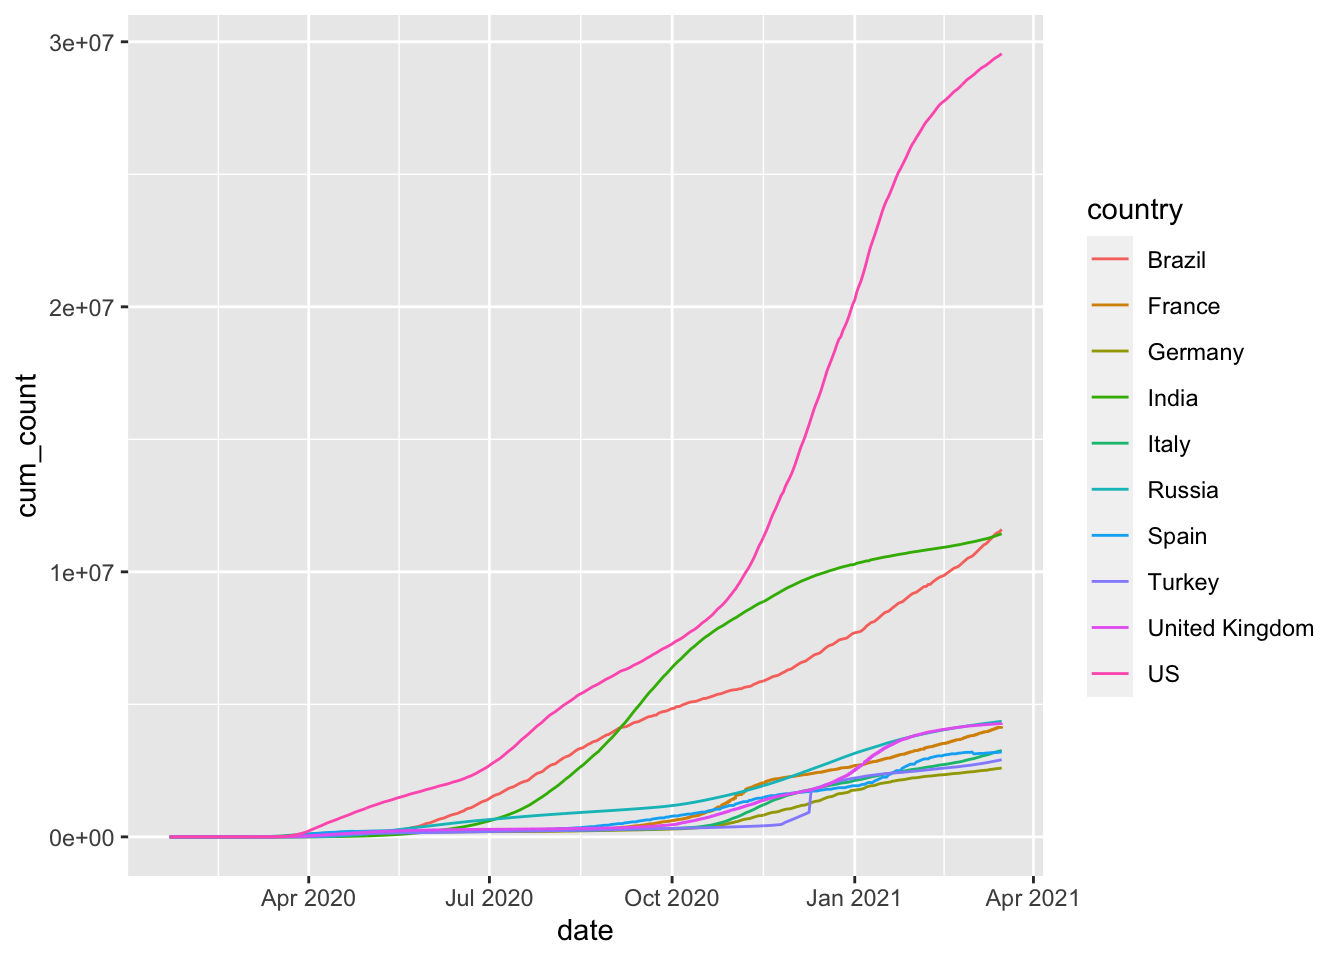 3e+07
2e+07
1e+07
0e+00
cum_count
Apr 2020
Jul 2020
Oct 2020
Jan 2021
Apr 2021
date
country
Brazil
France
Germany
India
Italy
Russia
Spain
Turkey
United Kingdom
US